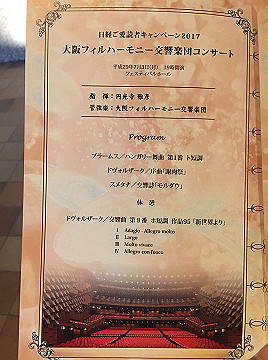 日経ご愛読者キャンペーン2017
大阪フィルハーモニー交響楽団コンサート
平成29年7月3日(月) 19時開演
フェスティバルホール
指 揮：円光寺 雅彦
管弦楽：大阪フィルハーモニー交響楽団
Program
ブラームス／ハンガリー舞曲 第1番 ト短調
ドヴォルザーク／序曲「謝肉祭」
スメタナ／交響詩「モルダウ」
休 憩
ドヴォルザーク／交響曲 第9番 ホ短調 作品95「新世界より」
I Adagio - Allegro molto
II Largo
III Molto vivace
IV Allegro con fuoco